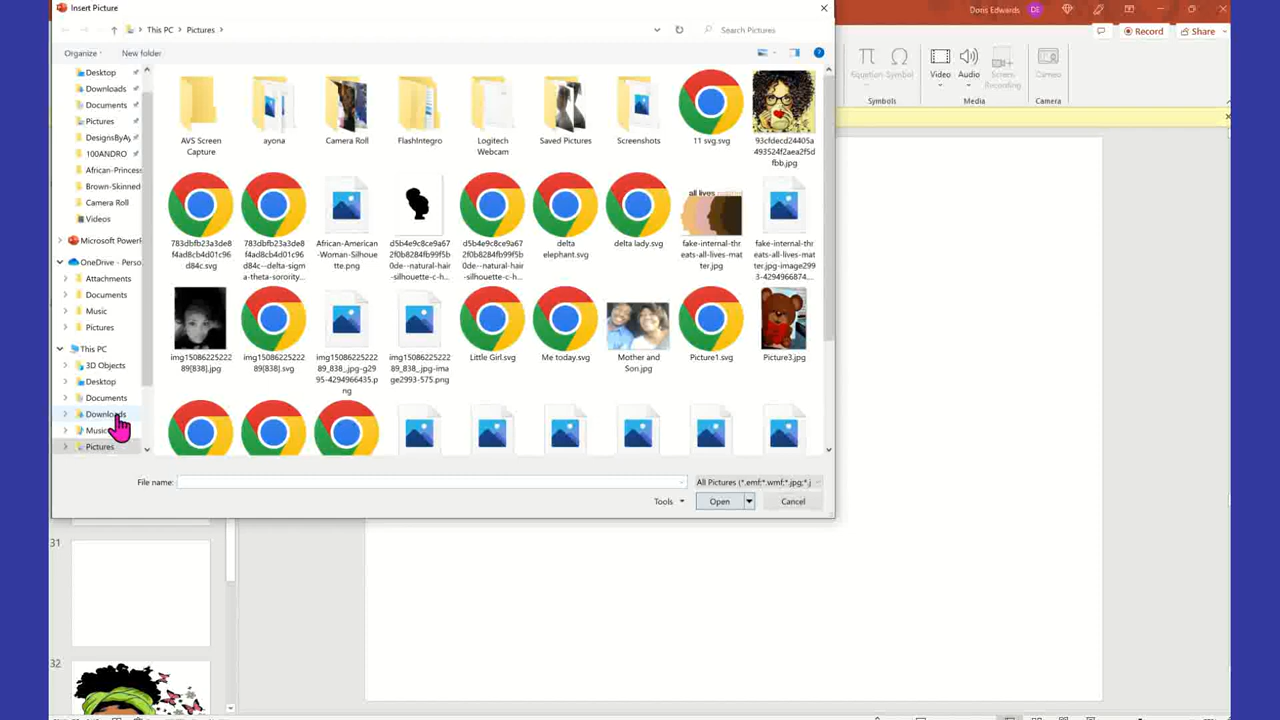 Insert Picture
Doris Edwards DE
This PC Pictures Search Pictures
Record Share
Organize New folder
Equation Symbol Video Audio Screen Recording Cameo
Symbols Media Camera
Desktop
Downloads
Documents
Pictures
100ANDRO
African-Princess
Brown-Skinned
Camera Roll
Videos
OneDrive - Perso
Attachments
Documents
Music
Pictures
This PC
3D Objects
Desktop
Documents
Downloads
Music
Pictures
AVS Screen
Capture
ayona
Camera Roll
FlashIntegro
Logitech
Webcam
Saved Pictures
Screenshots
11 svg.svg
93cfdecd24405a
493524f2aea2f5d
fbb.jpg
783dbfb23a3de8
f4ad8cb4d01c96
d84c.svg
783dbfb23a3de8
f4ad8cb4d01c96
d84c--delta-sig
ma-theta-sorority...
African-American
-Woman-Silhoue
tte.png
d5b4e9c8ce9a67
2f0b8284fb99f5
0de--natural-hair
-silhouette-c-h...
d5b4e9c8ce9a67
2f0b8284fb99f5
0de--natural-hair
-silhouette-c-h...
delta
elephant.svg
delta lady.svg
all lives
fake-internal-thr
eats-all-lives-mat
ter.jpg
fake-internal-thr
eats-all-lives-mat
ter.jpg-image299
3-4294966874....
img15086225222
89[838].jpg
img15086225222
89[838].svg
img15086225222
89_838_.jpg-g29
95-4294966435.p
ng
img15086225222
89_838_.jpg-ima
ge2993-575.png
Little Girl.svg
Me today.svg
Mother and
Son.jpg
Picture1.svg
Picture3.jpg
File name: All Pictures (*.emf;*.wmf;*.jpg;*.j
Tools Open Cancel
31
32